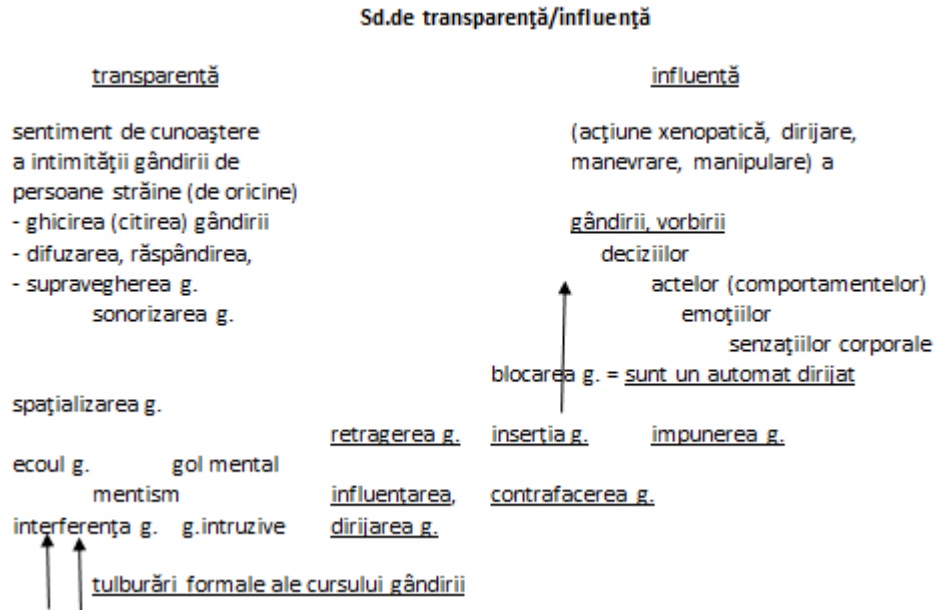 Sd.de transparenţă/influenţă
transparenţă influenţă
sentiment de cunoaştere (acţiune xenopatică, dirijare,
a intimităţii gândirii de manevrare, manipulare) a
persoane străine (de oricine)
- ghicirea (citirea) gândirii gândirii, vorbirii
- difuzarea, răspândirea, deciziilor
- supravegherea g. actelor (comportamentelor)
sonorizarea g. emoţiilor
senzaţiilor corporale
blocarea g. = sunt un automat dirijat
spaţializarea g.
retragerea g. inserţia g. impunerea g.
ecoul g. gol mental
mentism influenţarea, contrafacerea g.
interferenţa g. g.intruzive dirijarea g.
tulburări formale ale cursului gândirii